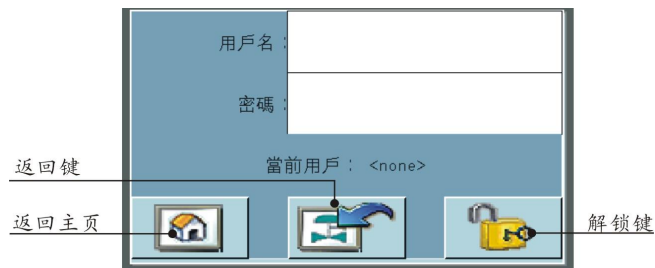 用戶名：
密碼：
當前用戶： <none>
返回键
返回主页
解锁键